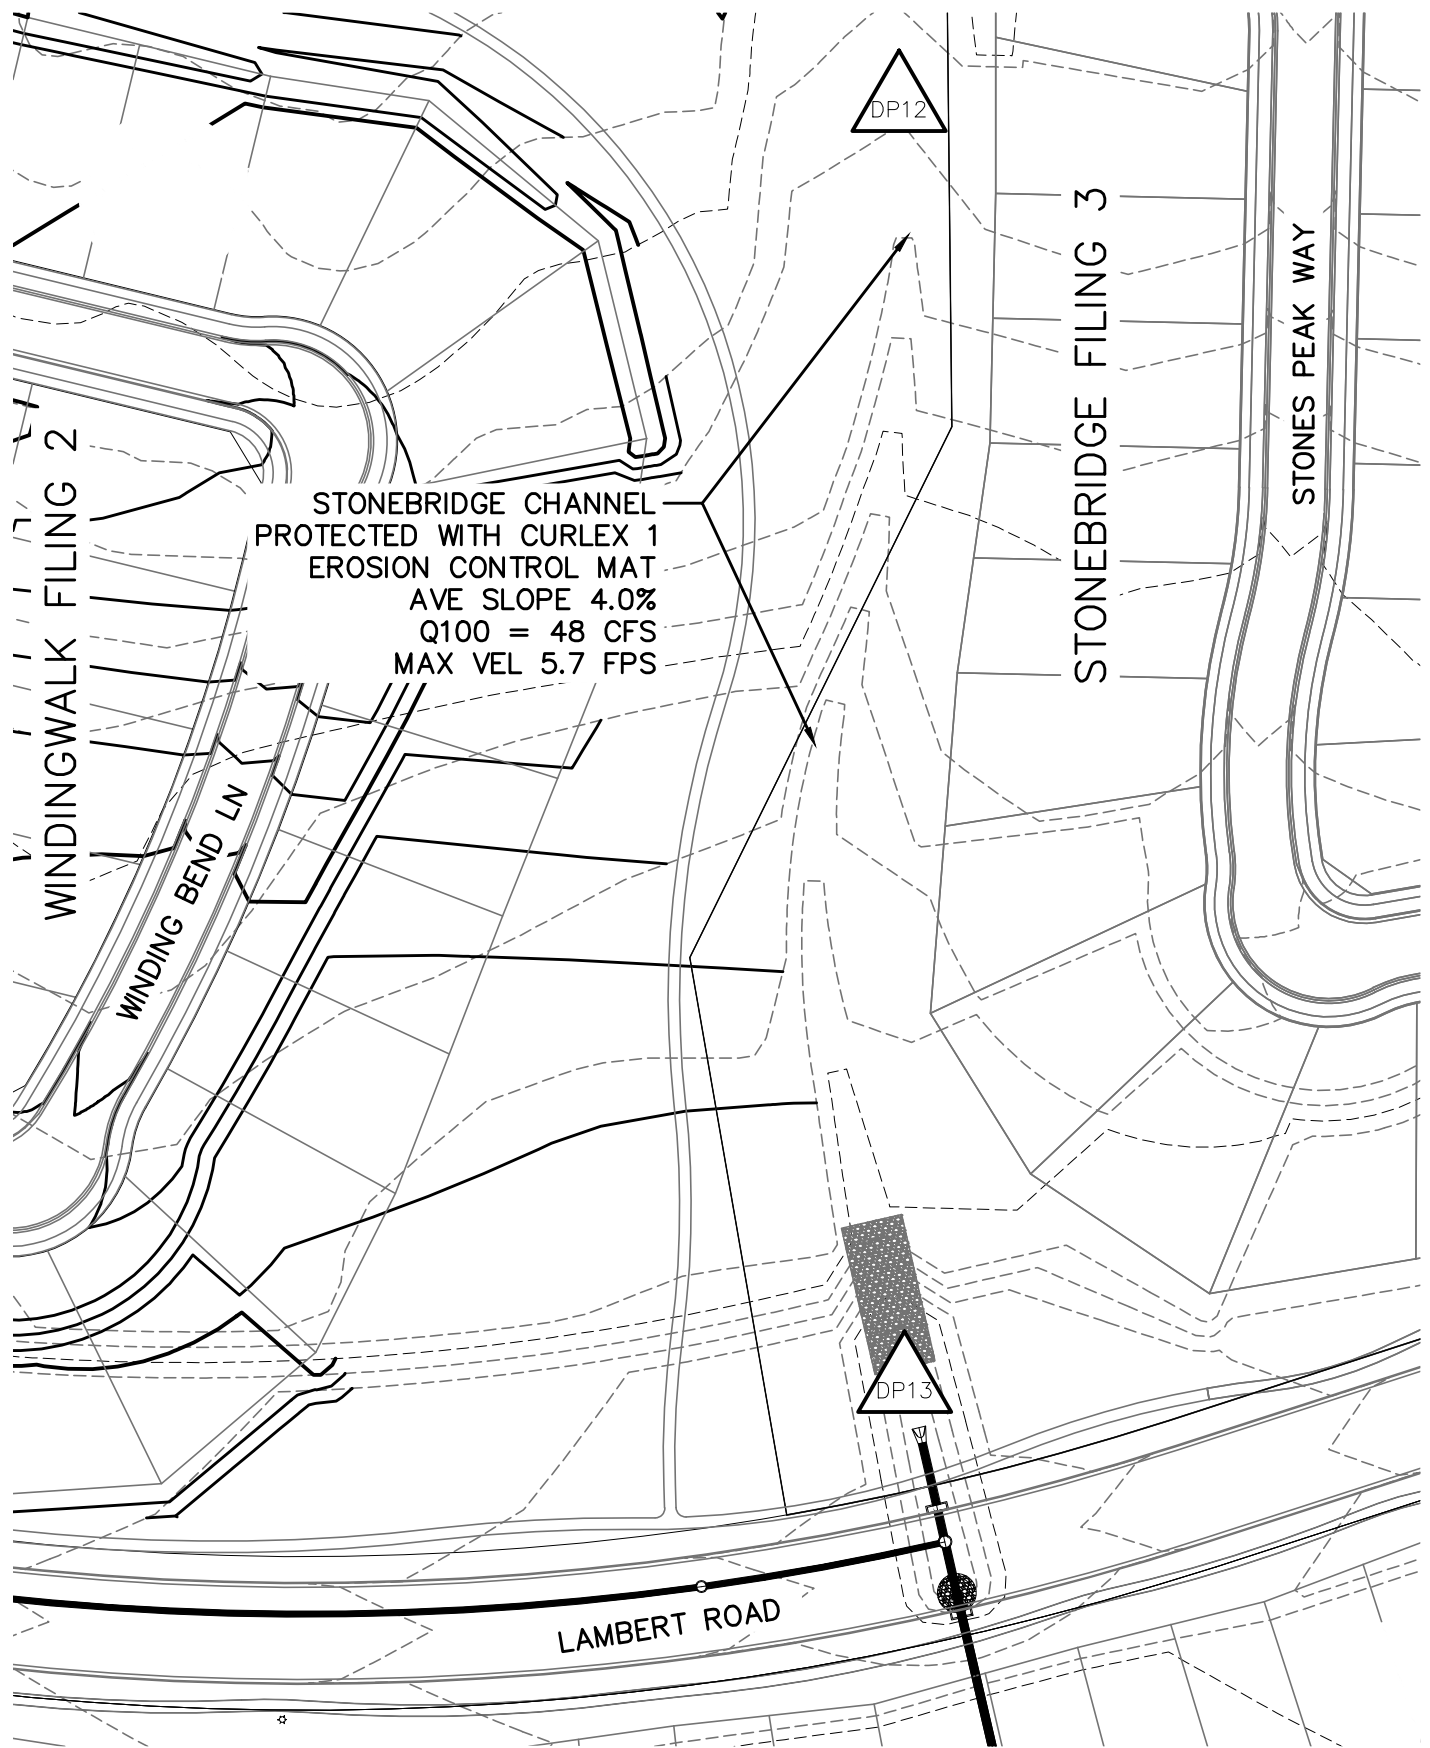 DP12
STONEBRIDGE FILING 3
STONES PEAK WAY
WINDINGWALK FILING 2
STONEBRIDGE CHANNEL
PROTECTED WITH CURLEX 1
EROSION CONTROL MAT
AVE SLOPE 4.0%
Q100 = 48 CFS
MAX VEL 5.7 FPS
WINDING BEND LN
DP13
LAMBERT ROAD